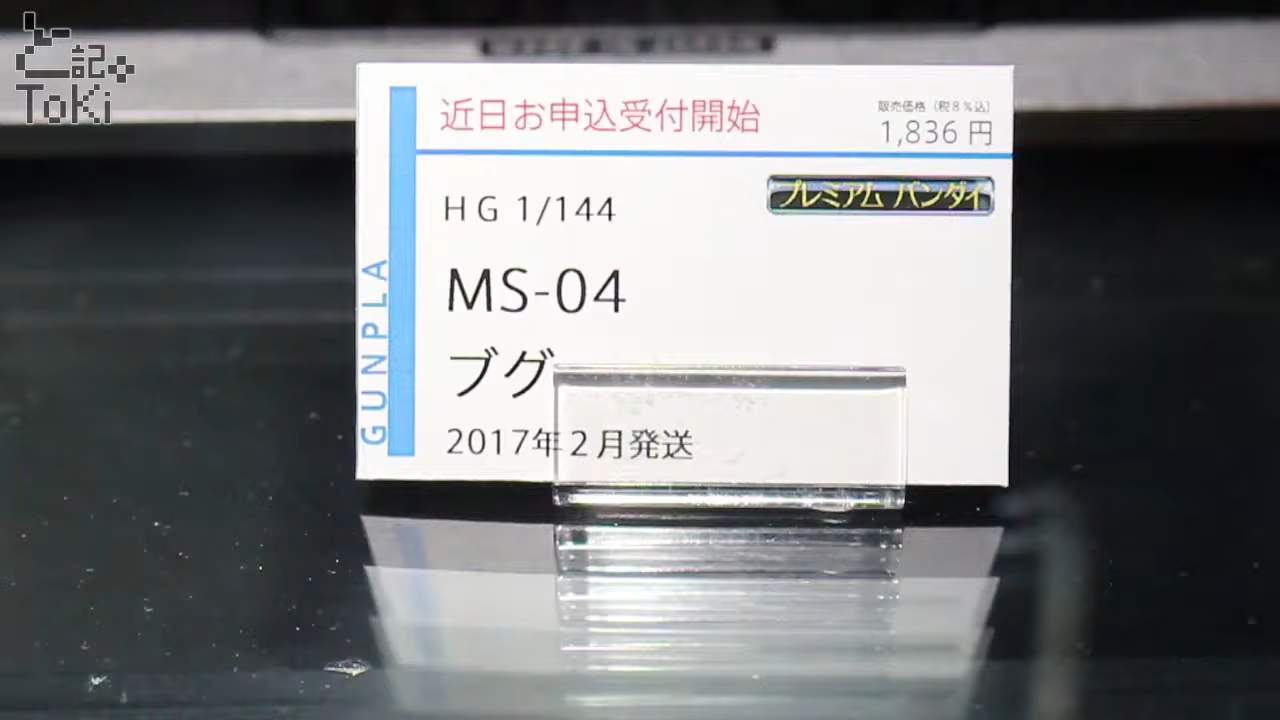 と記
ToKi
近日お申込受付開始
販売価格（税8%込）
1,836 円
プレミアム バンダイ
HG 1/144
MS-04
ブグ
2017年2月発送
GUNPLA